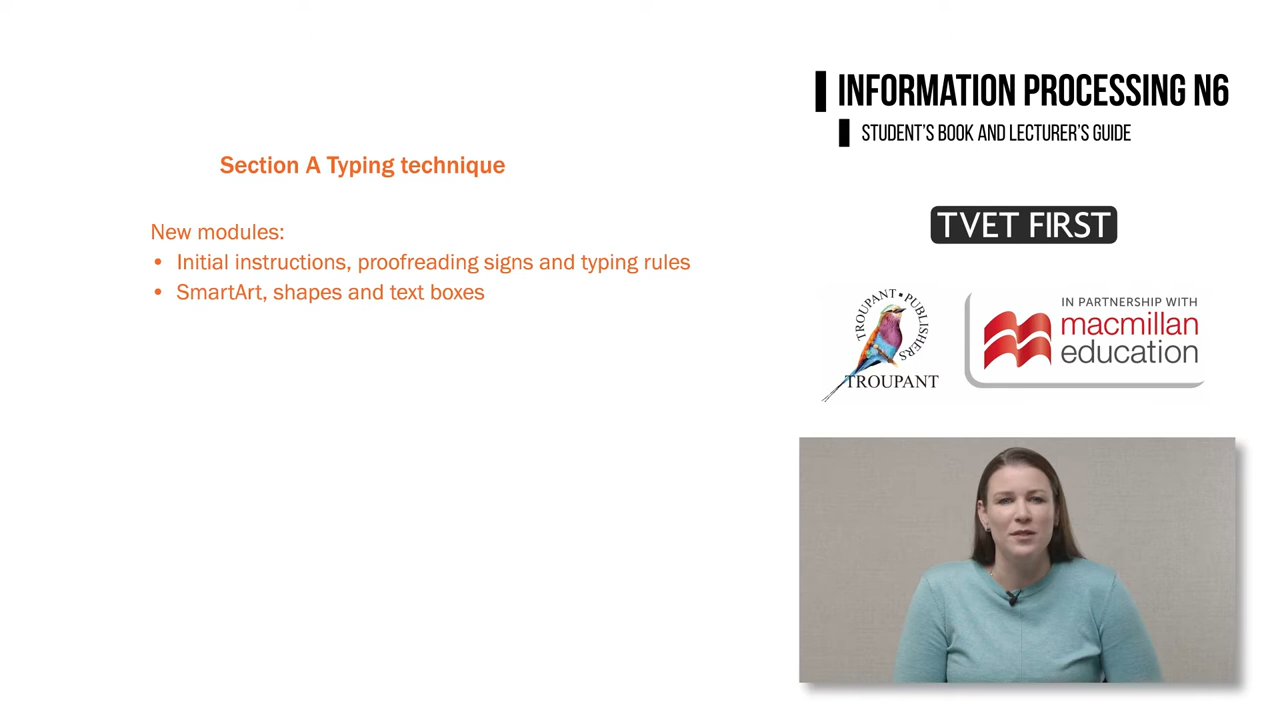 INFORMATION PROCESSING N6
STUDENT'S BOOK AND LECTURER'S GUIDE
Section A Typing technique
New modules:
• Initial instructions, proofreading signs and typing rules
• SmartArt, shapes and text boxes
TVET FIRST
TROUPANT • PUBLISHERS
TROUPANT
IN PARTNERSHIP WITH
macmillan
education